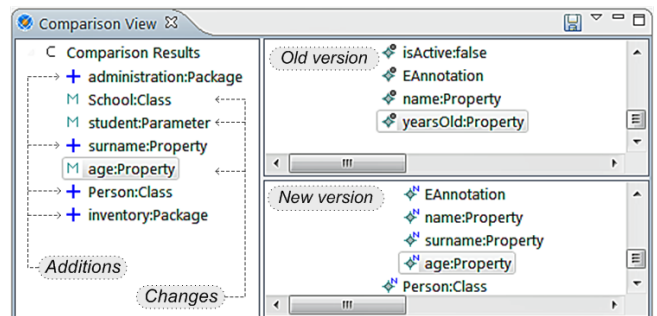 Comparison View
C Comparison Results
+ administration:Package
M School:Class
M student:Parameter
+ surname:Property
M age:Property
+ Person:Class
+ inventory:Package
Additions
Changes
Old version
isActive:false
EAnnotation
name:Property
yearsOld:Property
New version
N EAnnotation
N name:Property
N surname:Property
N age:Property
N Person:Class